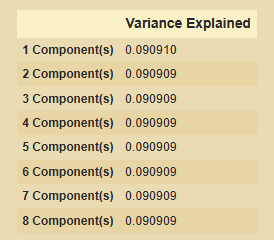 Variance Explained
1 Component(s) 0.090910
2 Component(s) 0.090909
3 Component(s) 0.090909
4 Component(s) 0.090909
5 Component(s) 0.090909
6 Component(s) 0.090909
7 Component(s) 0.090909
8 Component(s) 0.090909